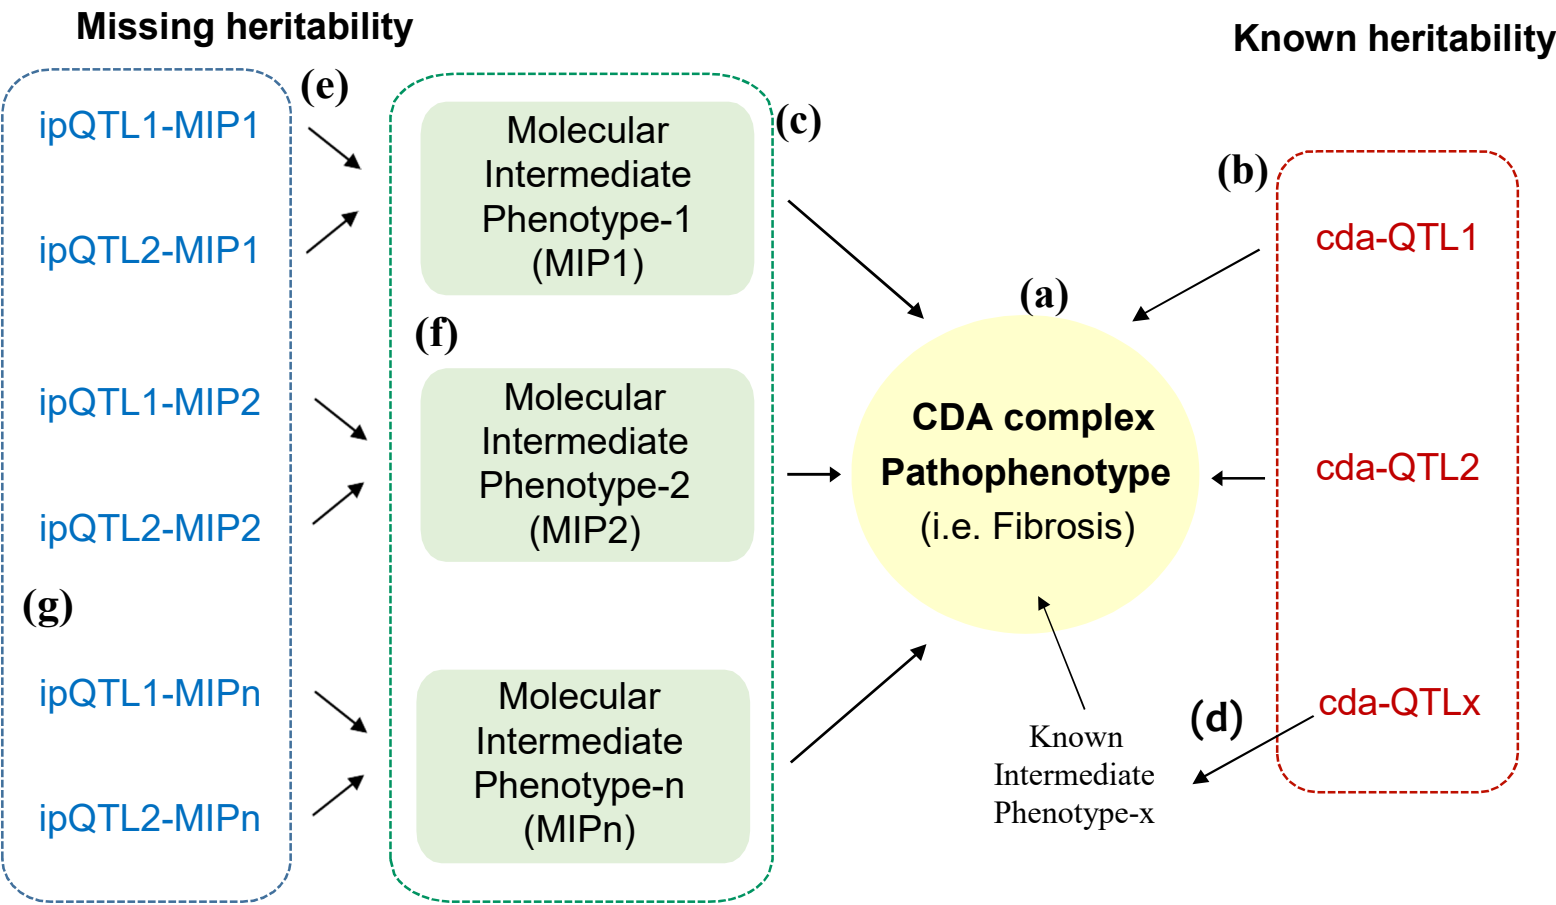 Missing heritability
Known heritability
(e)
ipQTL1-MIP1
ipQTL2-MIP1
ipQTL1-MIP2
ipQTL2-MIP2
(g)
ipQTL1-MIPn
ipQTL2-MIPn
Molecular
Intermediate
Phenotype-1
(MIP1)
(f)
Molecular
Intermediate
Phenotype-2
(MIP2)
Molecular
Intermediate
Phenotype-n
(MIPn)
(c)
(a)
CDA complex
Pathophenotype
(i.e. Fibrosis)
Known
Intermediate
Phenotype-x
(b)
cda-QTL1
cda-QTL2
(d)
cda-QTLx